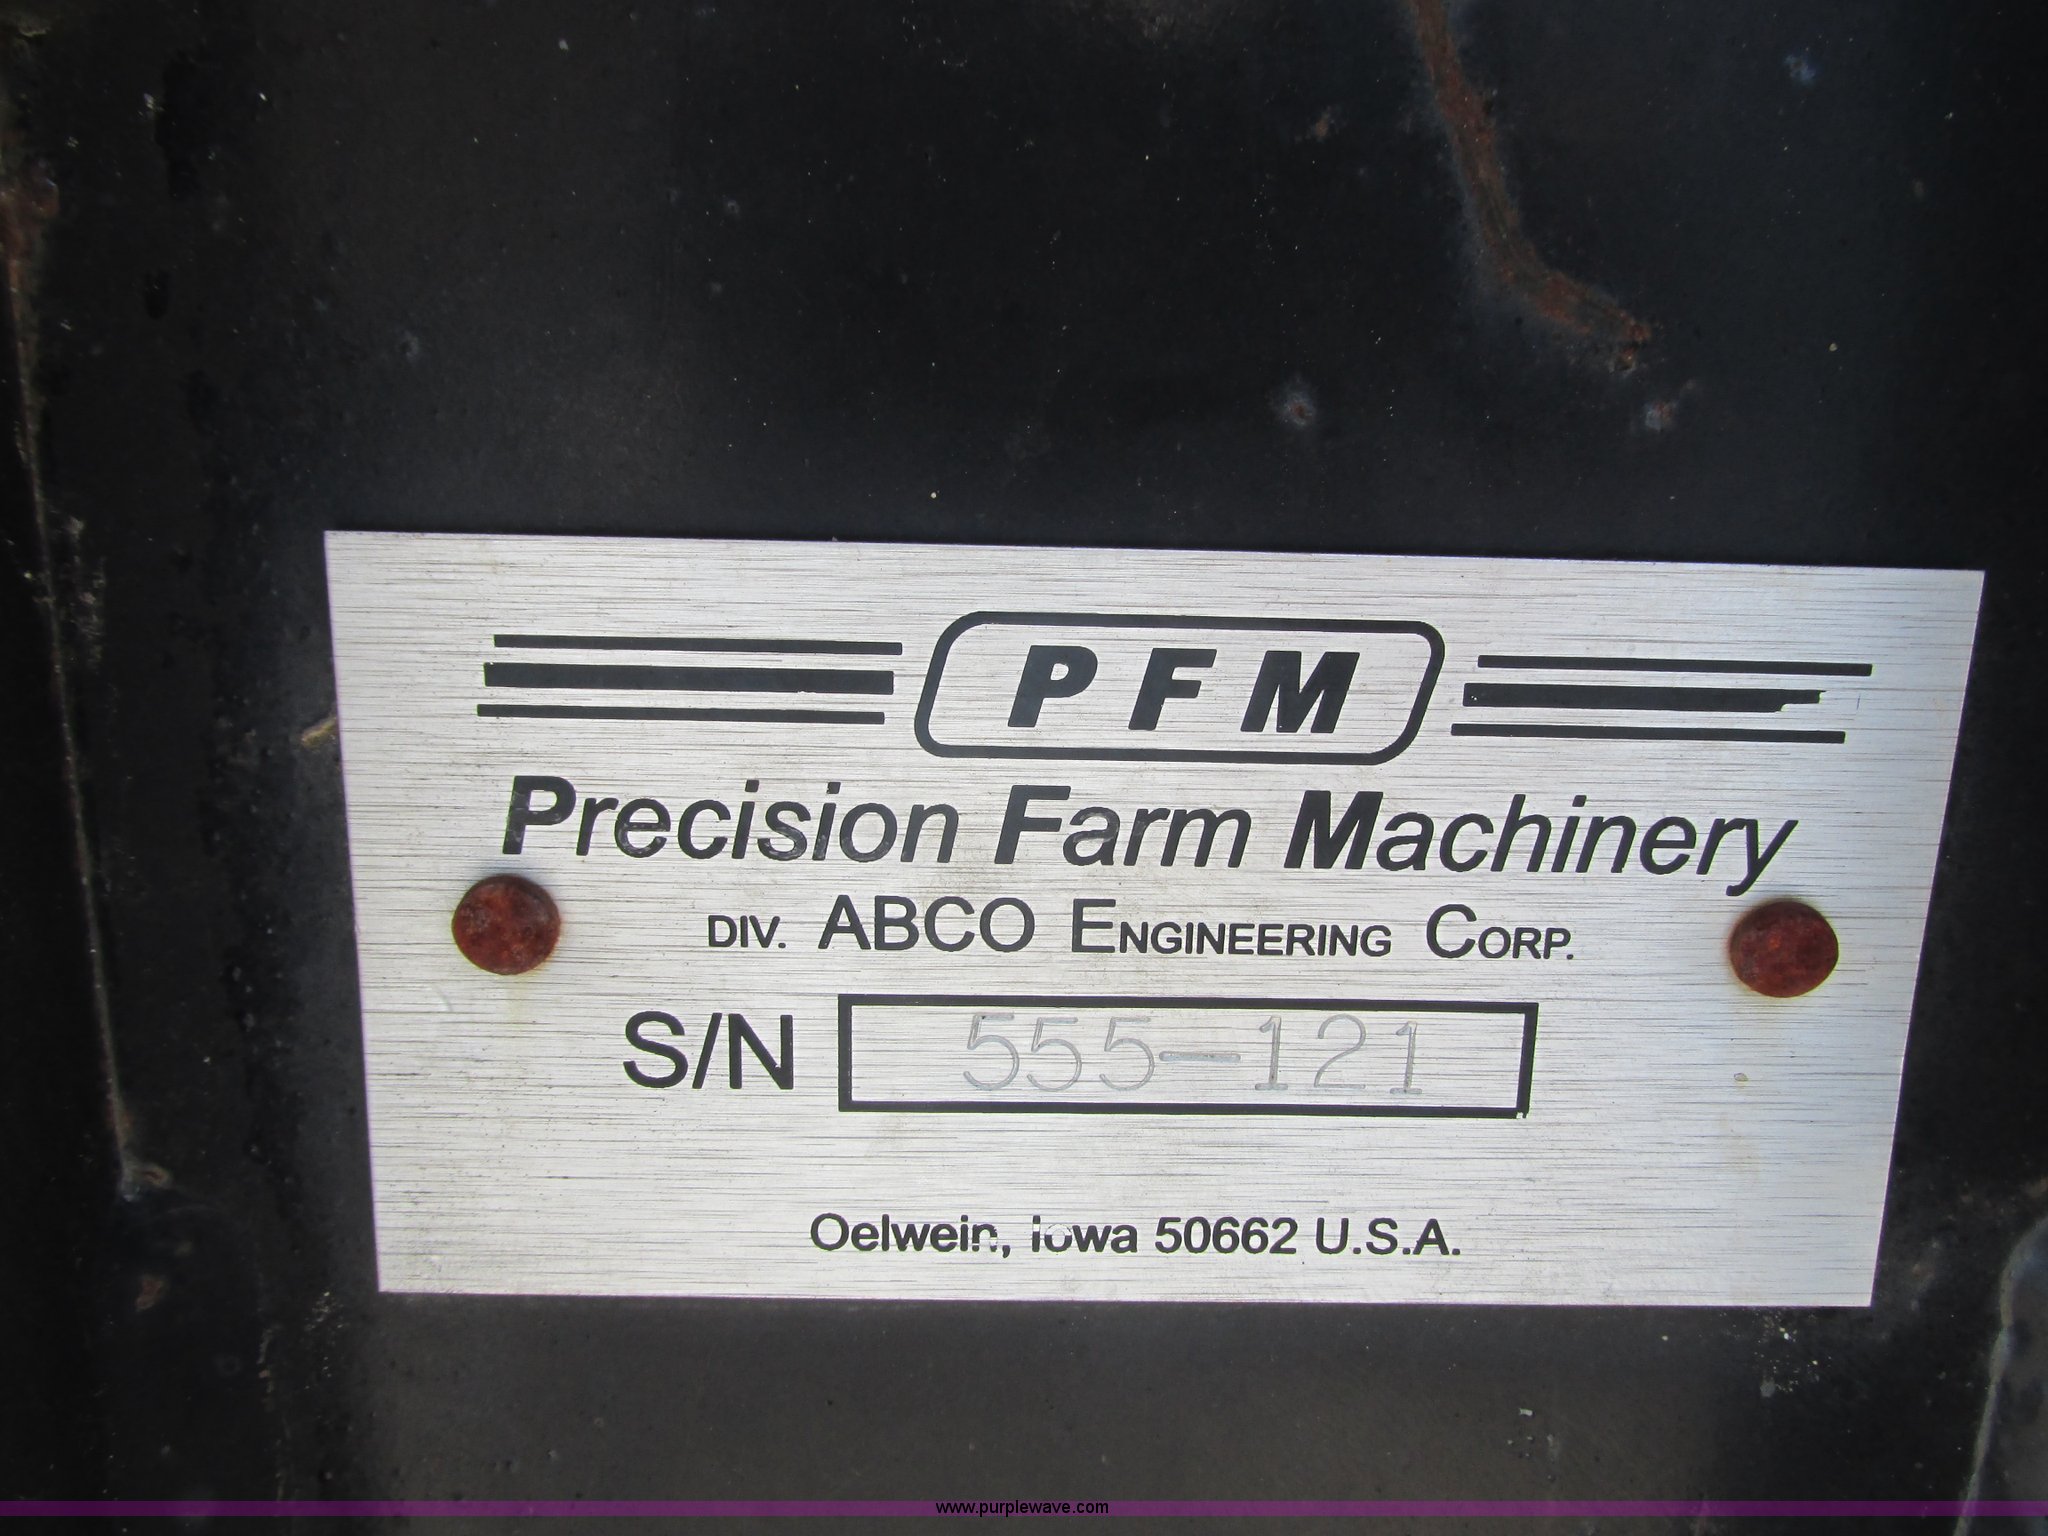 PFM
Precision Farm Machinery
DIV. ABCO ENGINEERING CORP.
S/N 555-121
Oelwein, Iowa 50662 U.S.A.
www.purplewave.com